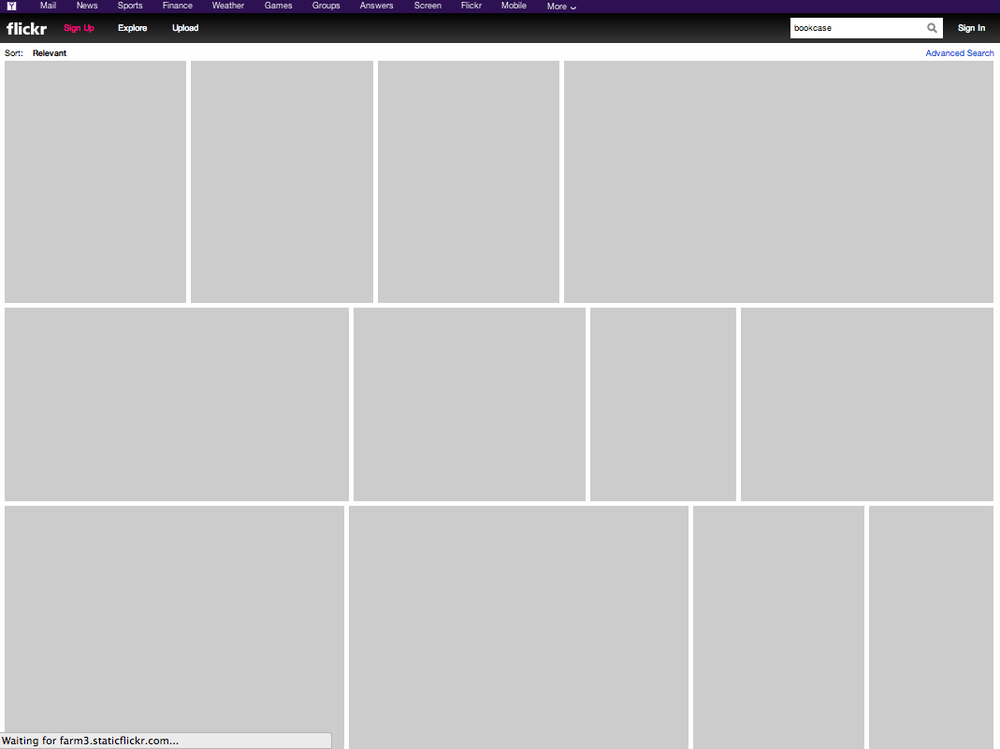 Y Mail News Sports Finance Weather Games Groups Answers Screen Flickr Mobile More
flickr Sign Up Explore Upload bookcase Sign In
Sort: Relevant Advanced Search
Waiting for farm3.staticflickr.com...